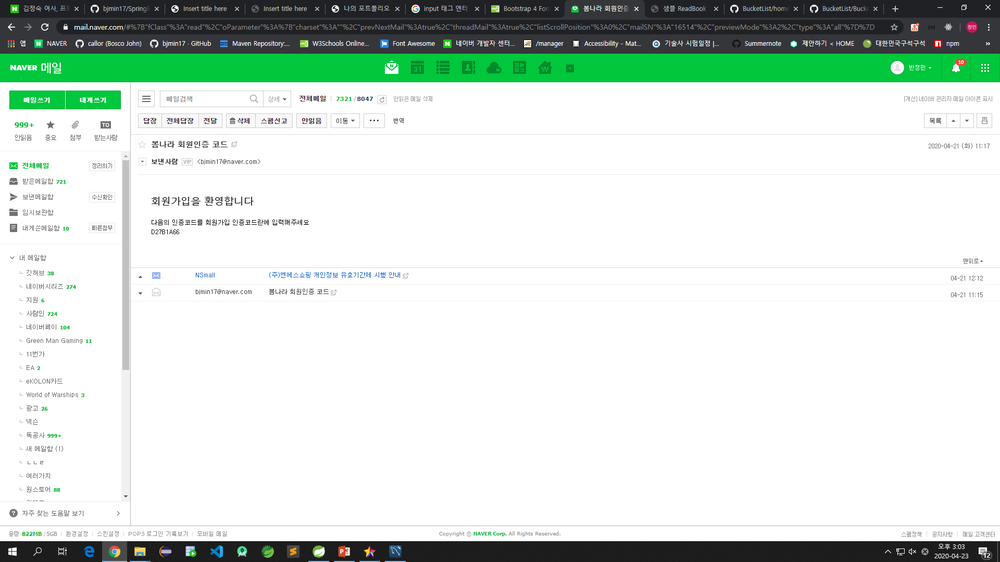 김정숙 여사, 프랑
bjmin17/SpringB
Insert title here
Insert title here
나의 포트폴리오
input 태그 엔터
Bootstrap 4 For
봄나라 회원인증
샘플 ReadBook
BucketList/home
BucketList/Bucke
mail.naver.com/#%7B"fClass"%3A"read"%2C"oParameter"%3A%7B"charset"%3A""%2C"prevNextMail"%3Atrue%2C"threadMail"%3Atrue%2C"listScrollPosition"%3A0%2C"mailSN"%3A"16514"%2C"previewMode"%3A2%2C"type"%3A"all"%7D%7D
정민
앱
NAVER
callor (Bosco John)
bjmin17 · GitHub
Maven Repository:...
W3Schools Online...
Font Awesome
네이버 개발자 센터...
/manager
Accessibility - Mat...
기술사 시험일정 |...
Summernote
제안하기 < HOME
대한민국구석구석
npm
»
NAVER 메일
31
반정민
10
메일쓰기 내게쓰기
메일검색
상세
전체메일 7321/8047
안읽은 메일 삭제
[개선] 네이버 관리자 메일 아이콘 표시
답장 전체답장 전달 삭제 스팸신고 안읽음 이동 ••• 번역
목록
999+
TO
안읽음 중요 첨부 받는사람
봄나라 회원인증 코드
2020-04-21 (화) 11:17
보낸사람 VIP <bjmin17@naver.com>
전체메일 정리하기
받은메일함 721
보낸메일함 수신확인
임시보관함
내게쓴메일함 10 빠른첨부
회원가입을 환영합니다
다음의 인증코드를 회원가입 인증코드란에 입력해주세요
D27B1A66
맨위로
NSmall (주)엔에스쇼핑 개인정보 유효기간제 시행 안내 04-21 12:12
bjmin17@naver.com 봄나라 회원인증 코드 04-21 11:15
내 메일함
깃허브 38
네이버시리즈 274
지원 6
사람인 724
네이버페이 104
Green Man Gaming 11
11번가
EA 2
eKOLON카드
World of Warships 3
광고 26
넥슨
독공사 999+
새 메일함 (1)
ㄴㄴㄹ
여러가지
원스토어 88
자주 찾는 도움말 보기
용량 822MB / 5GB 환경설정 스킨설정 POP3 로그인 기록보기 모바일 메일
Copyright © NAVER Corp. All Rights Reserved.
스팸정책 공지사항 메일 고객센터
오후 3:03
2020-04-23
12